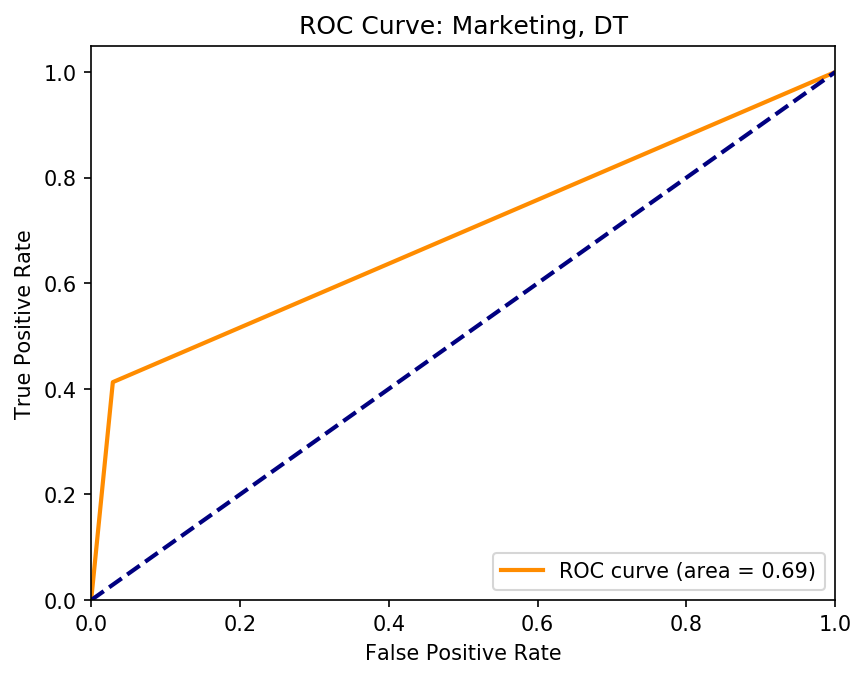 ROC Curve: Marketing, DT
True Positive Rate
1.0
0.8
0.6
0.4
0.2
0.0
0.0 0.2 0.4 0.6 0.8 1.0
False Positive Rate
ROC curve (area = 0.69)